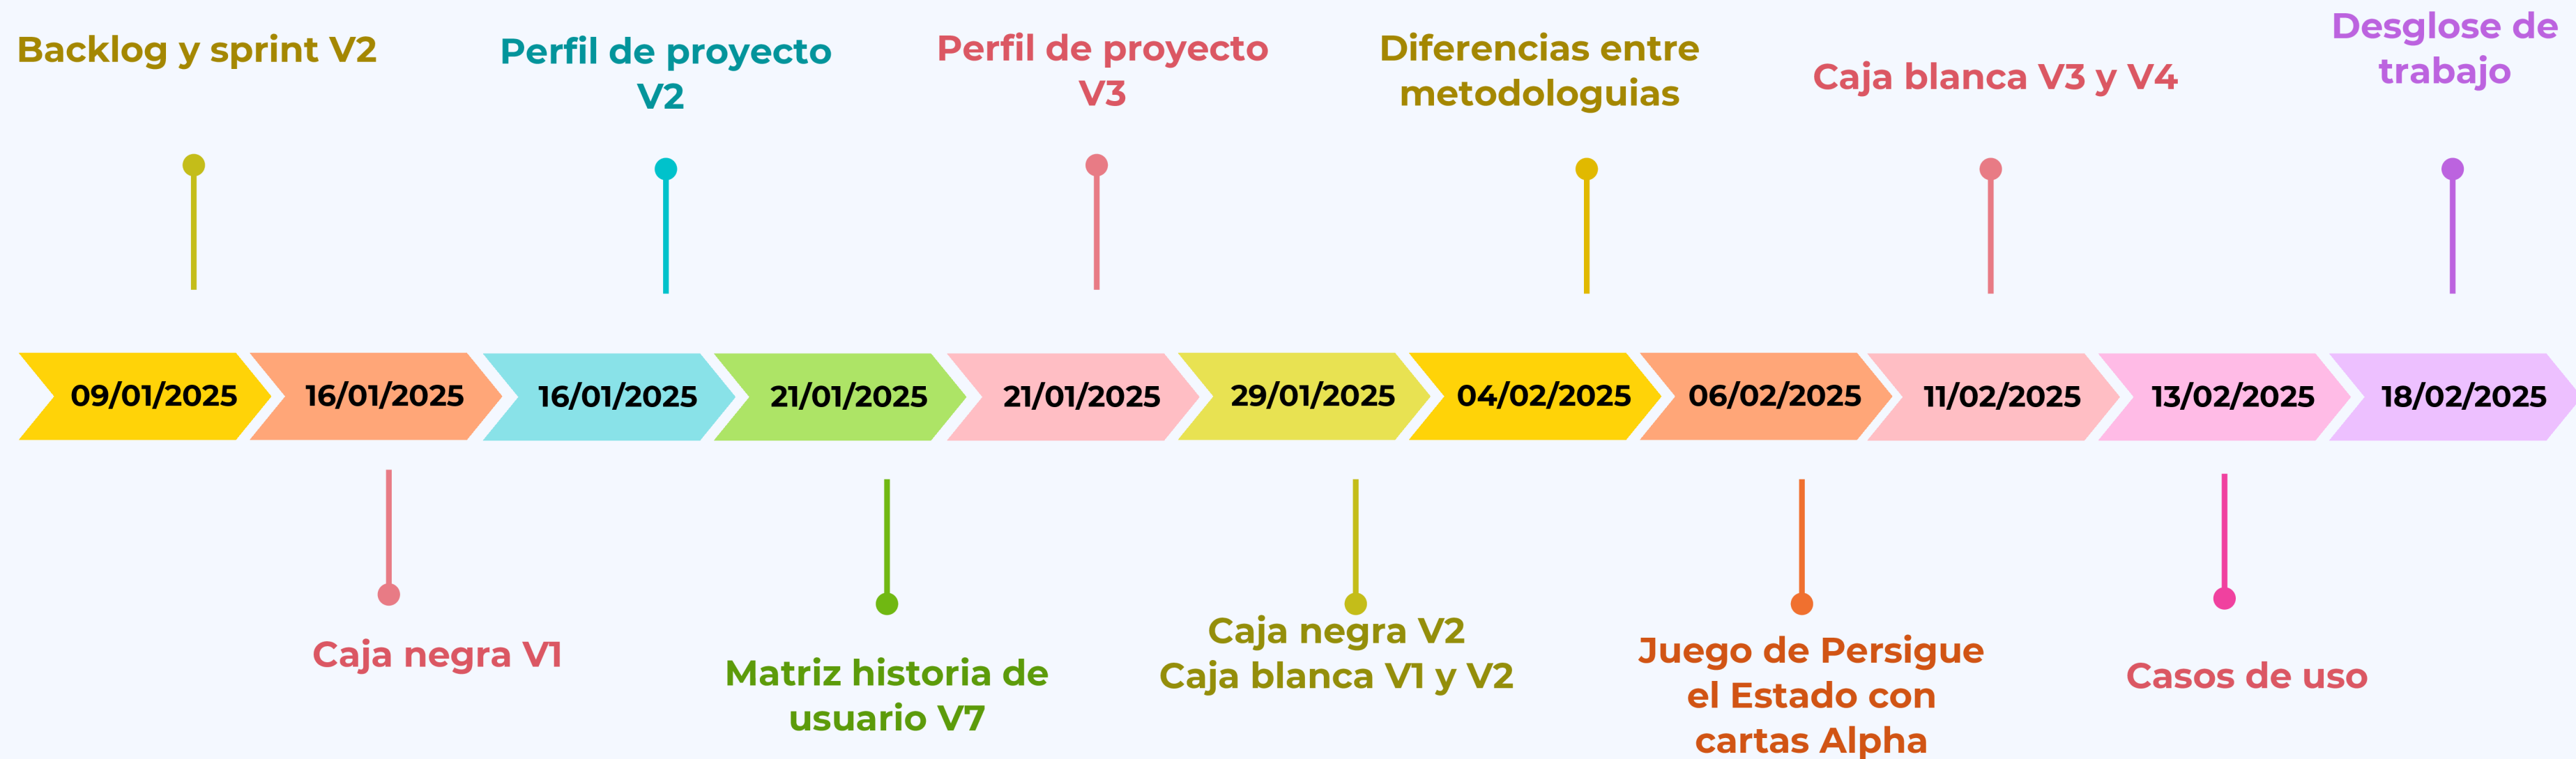 Backlog y sprint V2
Perfil de proyecto
V2
Perfil de proyecto
V3
Diferencias entre
metodologuias
Caja blanca V3 y V4
Desglose de
trabajo
09/01/2025
16/01/2025
16/01/2025
21/01/2025
21/01/2025
29/01/2025
04/02/2025
06/02/2025
11/02/2025
13/02/2025
18/02/2025
Caja negra V1
Matriz historia de
usuario V7
Caja negra V2
Caja blanca V1 y V2
Juego de Persigue
el Estado con
cartas Alpha
Casos de uso